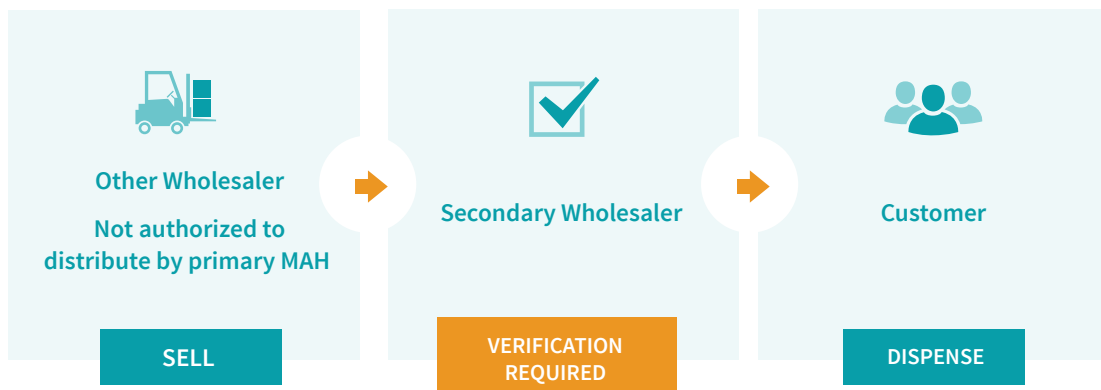 Other Wholesaler
Not authorized to
distribute by primary MAH
SELL
Secondary Wholesaler
VERIFICATION
REQUIRED
Customer
DISPENSE